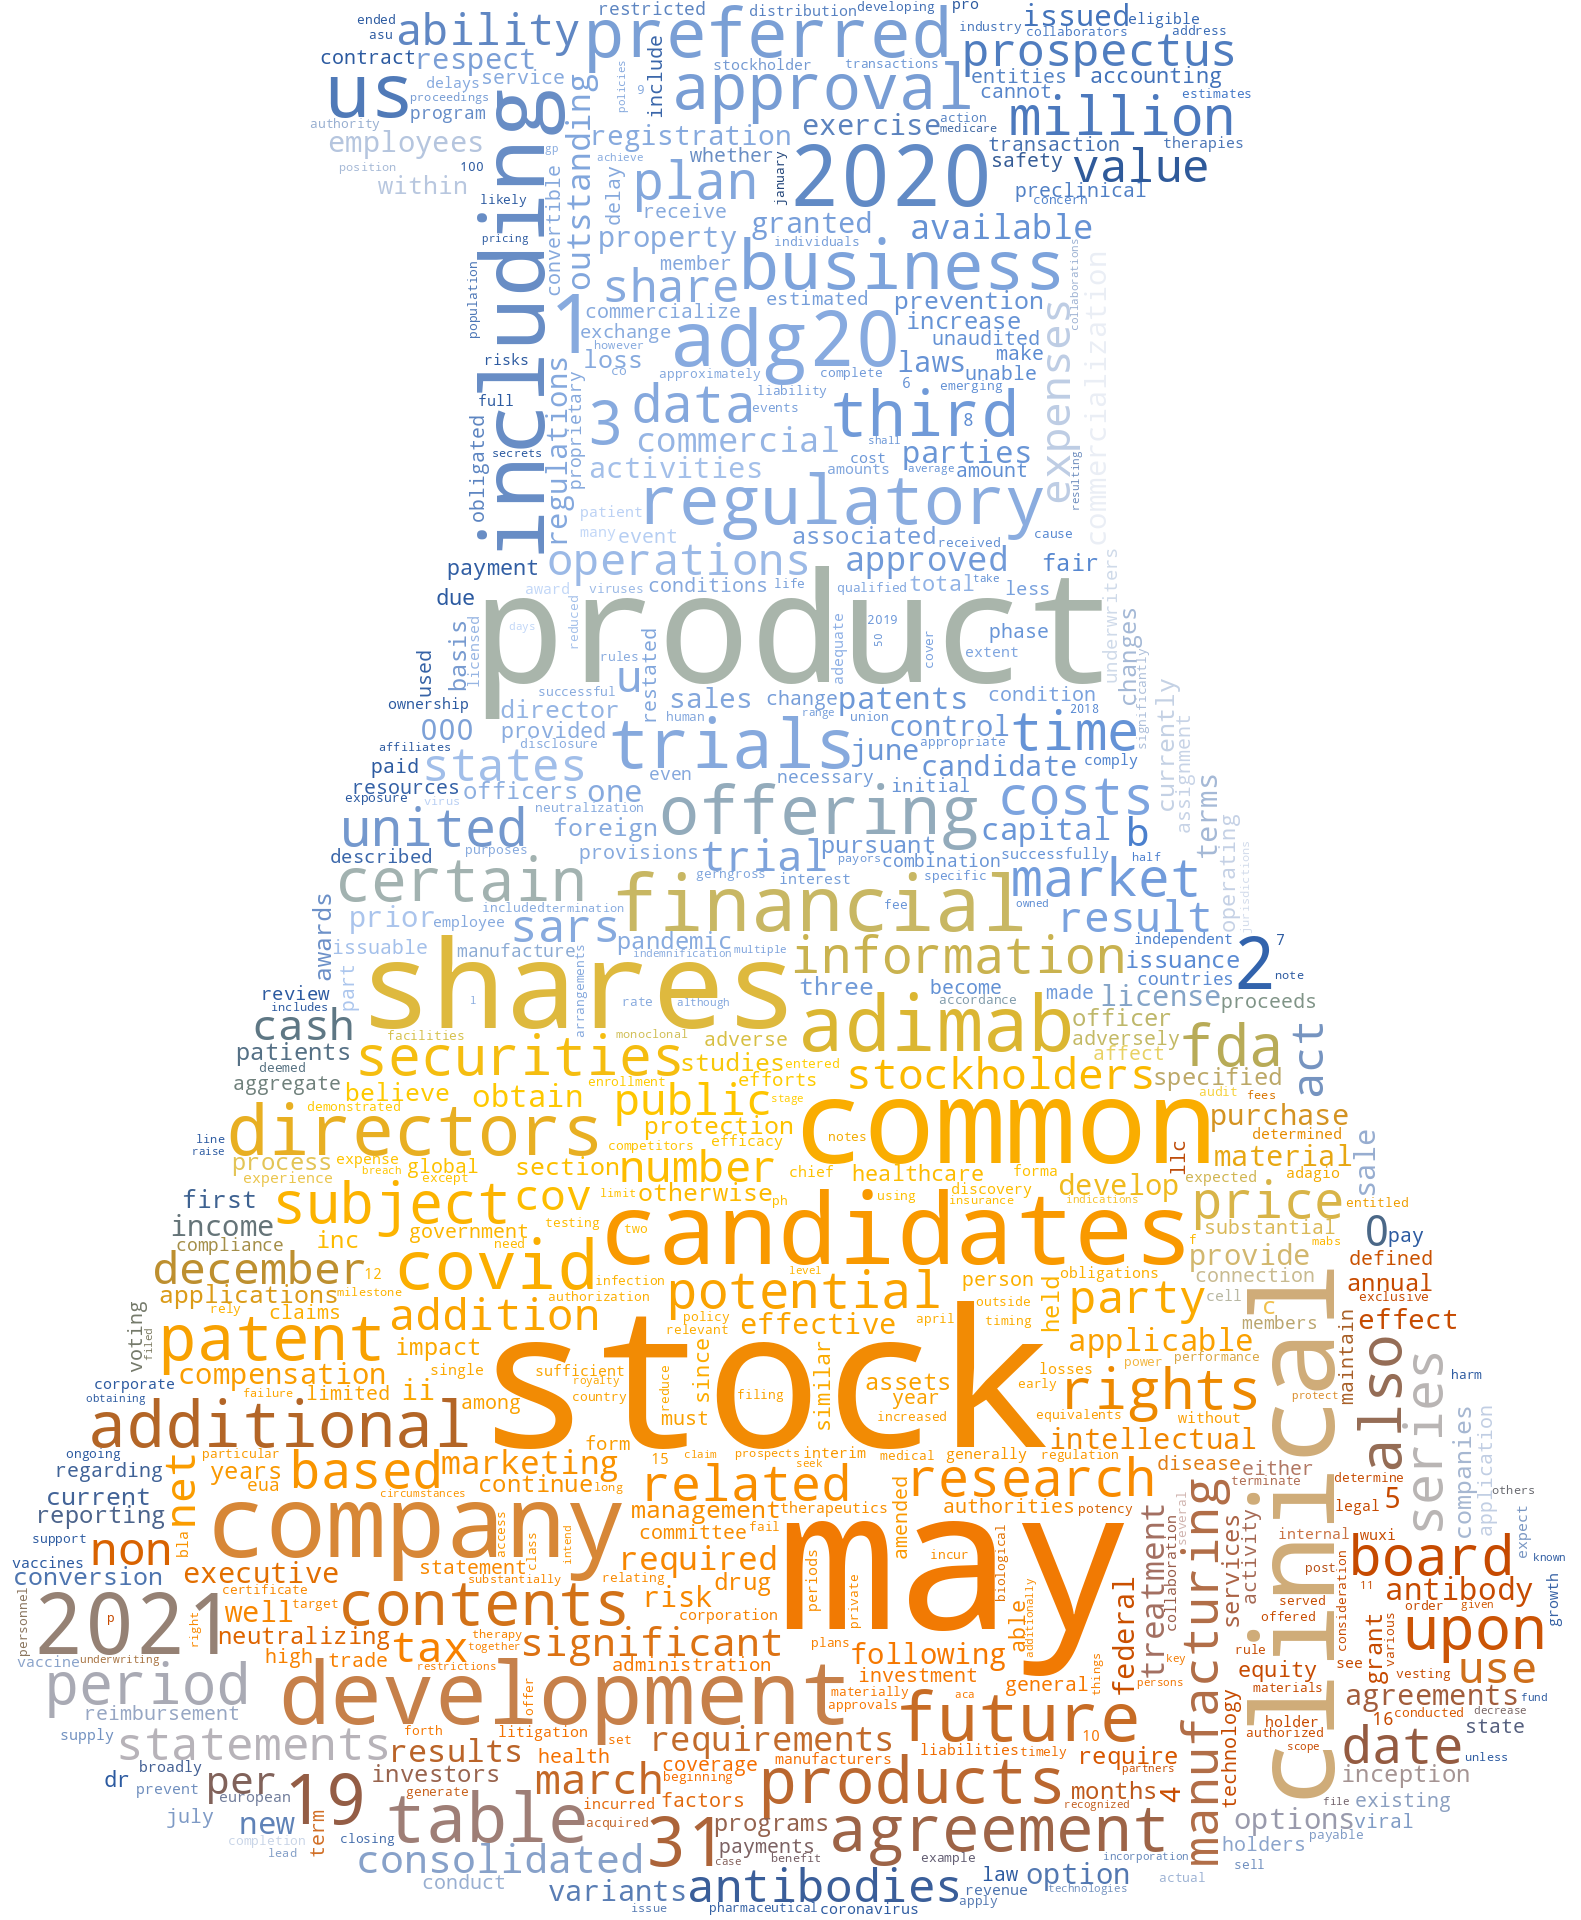 ended restricted distribution developing pro
asu ability preferred issued eligible
industry collaborators address
contract respect stockholder transactions prospectus
us delays service policies include approval entities accounting
proceedings cannot estimates
program outstanding 9 million
authority registration exercise action medicare
employees including gp achieve whether transaction therapies
position 100 january 2020 safety value
within convertible delay plan preclinical
likely receive concern
pricing property granted available
individuals
member business collaborations commercialization
population share estimated prevention
1 commercialize increase expenses
exchange adg20 unaudited
however make
risks regulations loss laws unable
co approximately complete 6 emerging
full proprietary data liability
3 events third 8
obligated commercial shall
secrets cost parties
activities amounts average amount resulting
patient regulatory
many event associated received cause
payment operations approved fair
award viruses conditions life qualified total take less underwriters
due product
basis licensed days reduced rules restated adequate 2019 50 cover phase extent changes significantly
used u
ownership successful sales change patents condition
director human range union 2018
000 provided trials control time currently
affiliates disclosure june appropriate
paid states even necessary candidate comply assignment
resources officers one initial costs terms
exposure virus neutralization offering
united foreign capital b operating
described purposes provisions trial pursuant successfully half jurisdictions
payors combination
certain gerngross interest specific market
awards prior included termination financial fee owned result
employee sars
issuable manufacture pandemic indemnification multiple information independent 2 7
issuance
part arrangements shares three become countries note
review includes 1 rate although accordance made license proceeds
cash facilities monoclonal adverse adimab officer act
patients securities adversely fda
deemed studies entered affect
aggregate enrollment efforts stockholders specified
believe obtain public stage audit fees
demonstrated common purchase
line directors protection notes determined
raise competitors efficacy llc sale
process expense breach global section number chief healthcare forma material
experience except discovery expected adagio
first subject cov limit otherwise ph using insurance develop indications price entitled
income government testing two candidates substantial 0 pay
compliance inc need f mabs
december 12 covid infection level obligations provide defined
milestone potential person connection
applications authorization held cell annual exclusive
rely claims addition policy april outside party c
voting filed patent relevant effective timing members effect
impact stock applicable clinical maintain
compensation single sufficient since similar assets losses power performance also series
corporate failure limited ii royalty reduce filing year early rights protect harm
obtaining among country must increased equivalents without
additional form companies application
ongoing particular 15 claim prospects interim medical generally regulation intellectual
regarding net years based marketing seek disease either
eua circumstances continue long related research terminate determine
current company management therapeutics amended authorities potency legal 5 others
reporting treatment several
support bla access class intend committee fail may incur biological collaboration internal wuxi expect
non board known
vaccines executive statement required periods manufacturing services activity post
conversion substantially relating consideration 11
certificate drug private served antibody growth
personnel 2021 p right well target contents risk able additionally federal offered order given
corporation upon
neutralizing therapy significant plans rule grant various
vaccine underwriting high trade tax together following key see
restrictions administration equity vesting use
period investment general things persons materials
development offer materially aca agreements fund
reimbursement approvals technology 16 conducted decrease
supply forth set litigation future 10 holder authorized state
statements results requirements scope date
broadly health manufacturers liabilities timely require unless
dr per 19 investors coverage partners inception
prevent march beginning products months 4
european generate incurred factors recognized file existing
july table acquired programs agreement options viral
new term 31 payable
completion closing payments holders
lead consolidated case benefit example incorporation sell
conduct variants antibodies law option actual
revenue technologies
issue pharmaceutical coronavirus apply